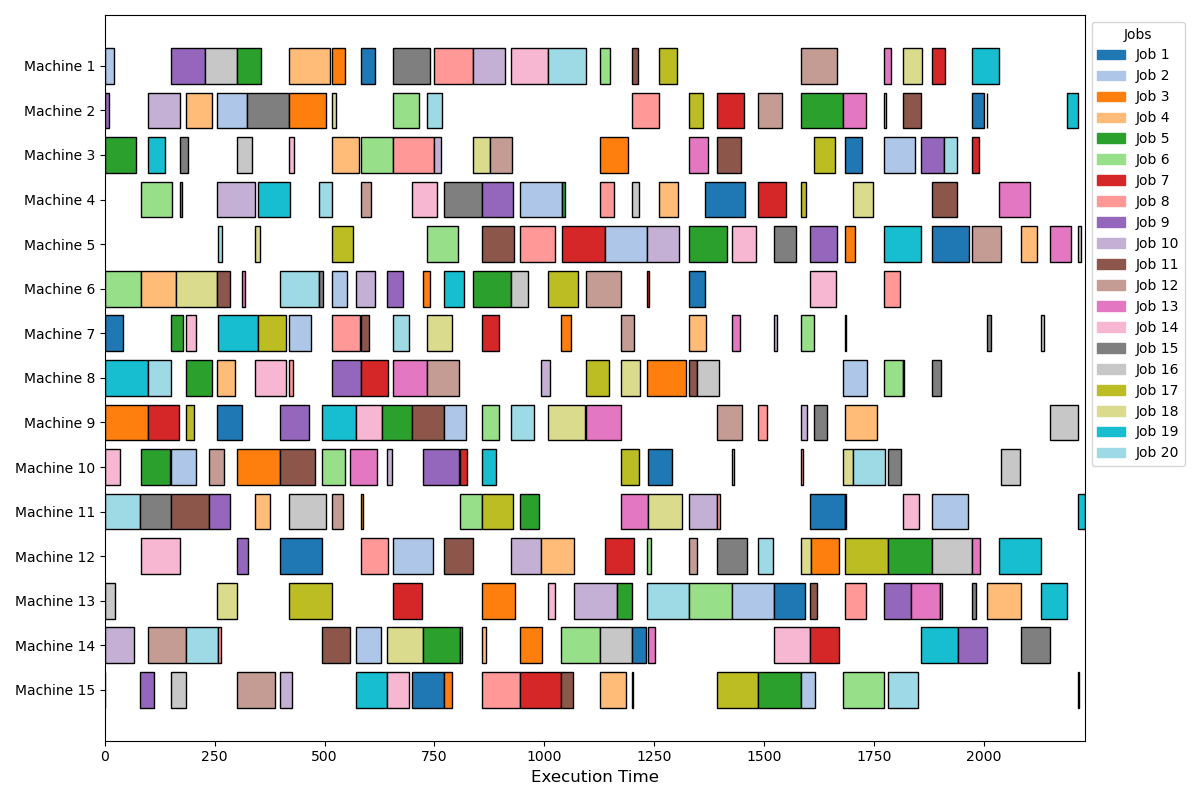 Machine 1
Machine 2
Machine 3
Machine 4
Machine 5
Machine 6
Machine 7
Machine 8
Machine 9
Machine 10
Machine 11
Machine 12
Machine 13
Machine 14
Machine 15
0 250 500 750 1000 1250 1500 1750 2000
Execution Time
Jobs
Job 1
Job 2
Job 3
Job 4
Job 5
Job 6
Job 7
Job 8
Job 9
Job 10
Job 11
Job 12
Job 13
Job 14
Job 15
Job 16
Job 17
Job 18
Job 19
Job 20